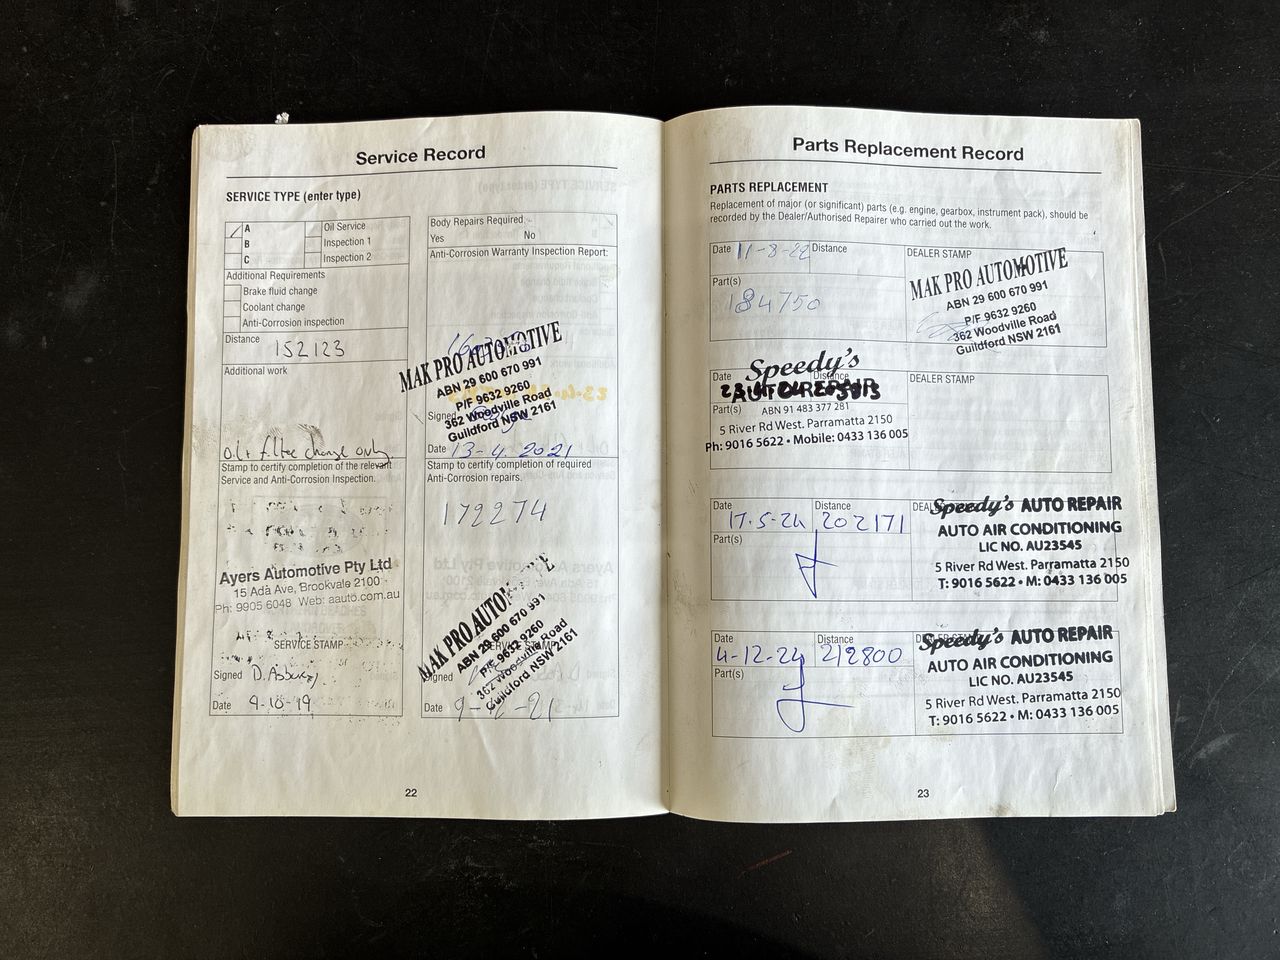 Service Record
SERVICE TYPE (enter type)
A
B
C
Oil Service
Inspection 1
Inspection 2
Additional Requirements
Brake fluid change
Coolant change
Anti-Corrosion inspection
Distance
152123
Additional work
oil + filter change only.
Stamp to certify completion of the relevant
Service and Anti-Corrosion Inspection.
Ayers Automotive Pty Ltd
15 Ada Ave, Brookvale 2100
Ph: 9905 6048 Web: aauto.com.au
SERVICE STAMP
Signed D. Asbury
Date 9-10-19
Body Repairs Required
Yes No
Anti-Corrosion Warranty Inspection Report:
MAK PRO AUTOMOTIVE
ABN 29 600 670 991
P/F 9632 9260
362 Woodville Road
Guildford NSW 2161
Signed
Date 13-4.2021
Stamp to certify completion of required
Anti-Corrosion repairs.
172274
MAK PRO AUTOMOTIVE
ABN 29 600 670 991
P/F 9632 9260
362 Woodville Road
Guildford NSW 2161
Signed
Date
22
Parts Replacement Record
PARTS REPLACEMENT
Replacement of major (or significant) parts (e.g. engine, gearbox, instrument pack), should be
recorded by the Dealer/Authorised Repairer who carried out the work.
Date 11-8-22 Distance
Part(s)
184750
DEALER STAMP
MAK PRO AUTOMOTIVE
ABN 29 600 670 991
P/F 9632 9260
362 Woodville Road
Guildford NSW 2161
Date Distance
Speedy's
AUTO REPAIR
Part(s)
ABN 91 483 377 281
5 River Rd West. Parramatta 2150
Ph: 9016 5622 • Mobile: 0433 136 005
DEALER STAMP
Date Distance
17.5-24 202171
Part(s)
Speedy's AUTO REPAIR
AUTO AIR CONDITIONING
LIC NO. AU23545
5 River Rd West. Parramatta 2150
T: 9016 5622 • M: 0433 136 005
Date Distance
4-12-24 212800
Part(s)
Speedy's AUTO REPAIR
AUTO AIR CONDITIONING
LIC NO. AU23545
5 River Rd West. Parramatta 2150
T: 9016 5622 • M: 0433 136 005
23